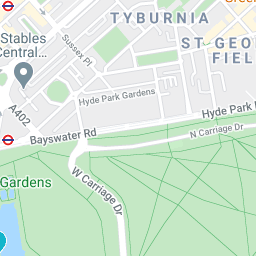 TYBURNIA
Stables
Central...
Sussex Pl
ST GEO
FIEL
Hyde Park Gardens
A402
Hyde Park
Bayswater Rd
N Carriage Dr
Gardens
W Carriage Dr